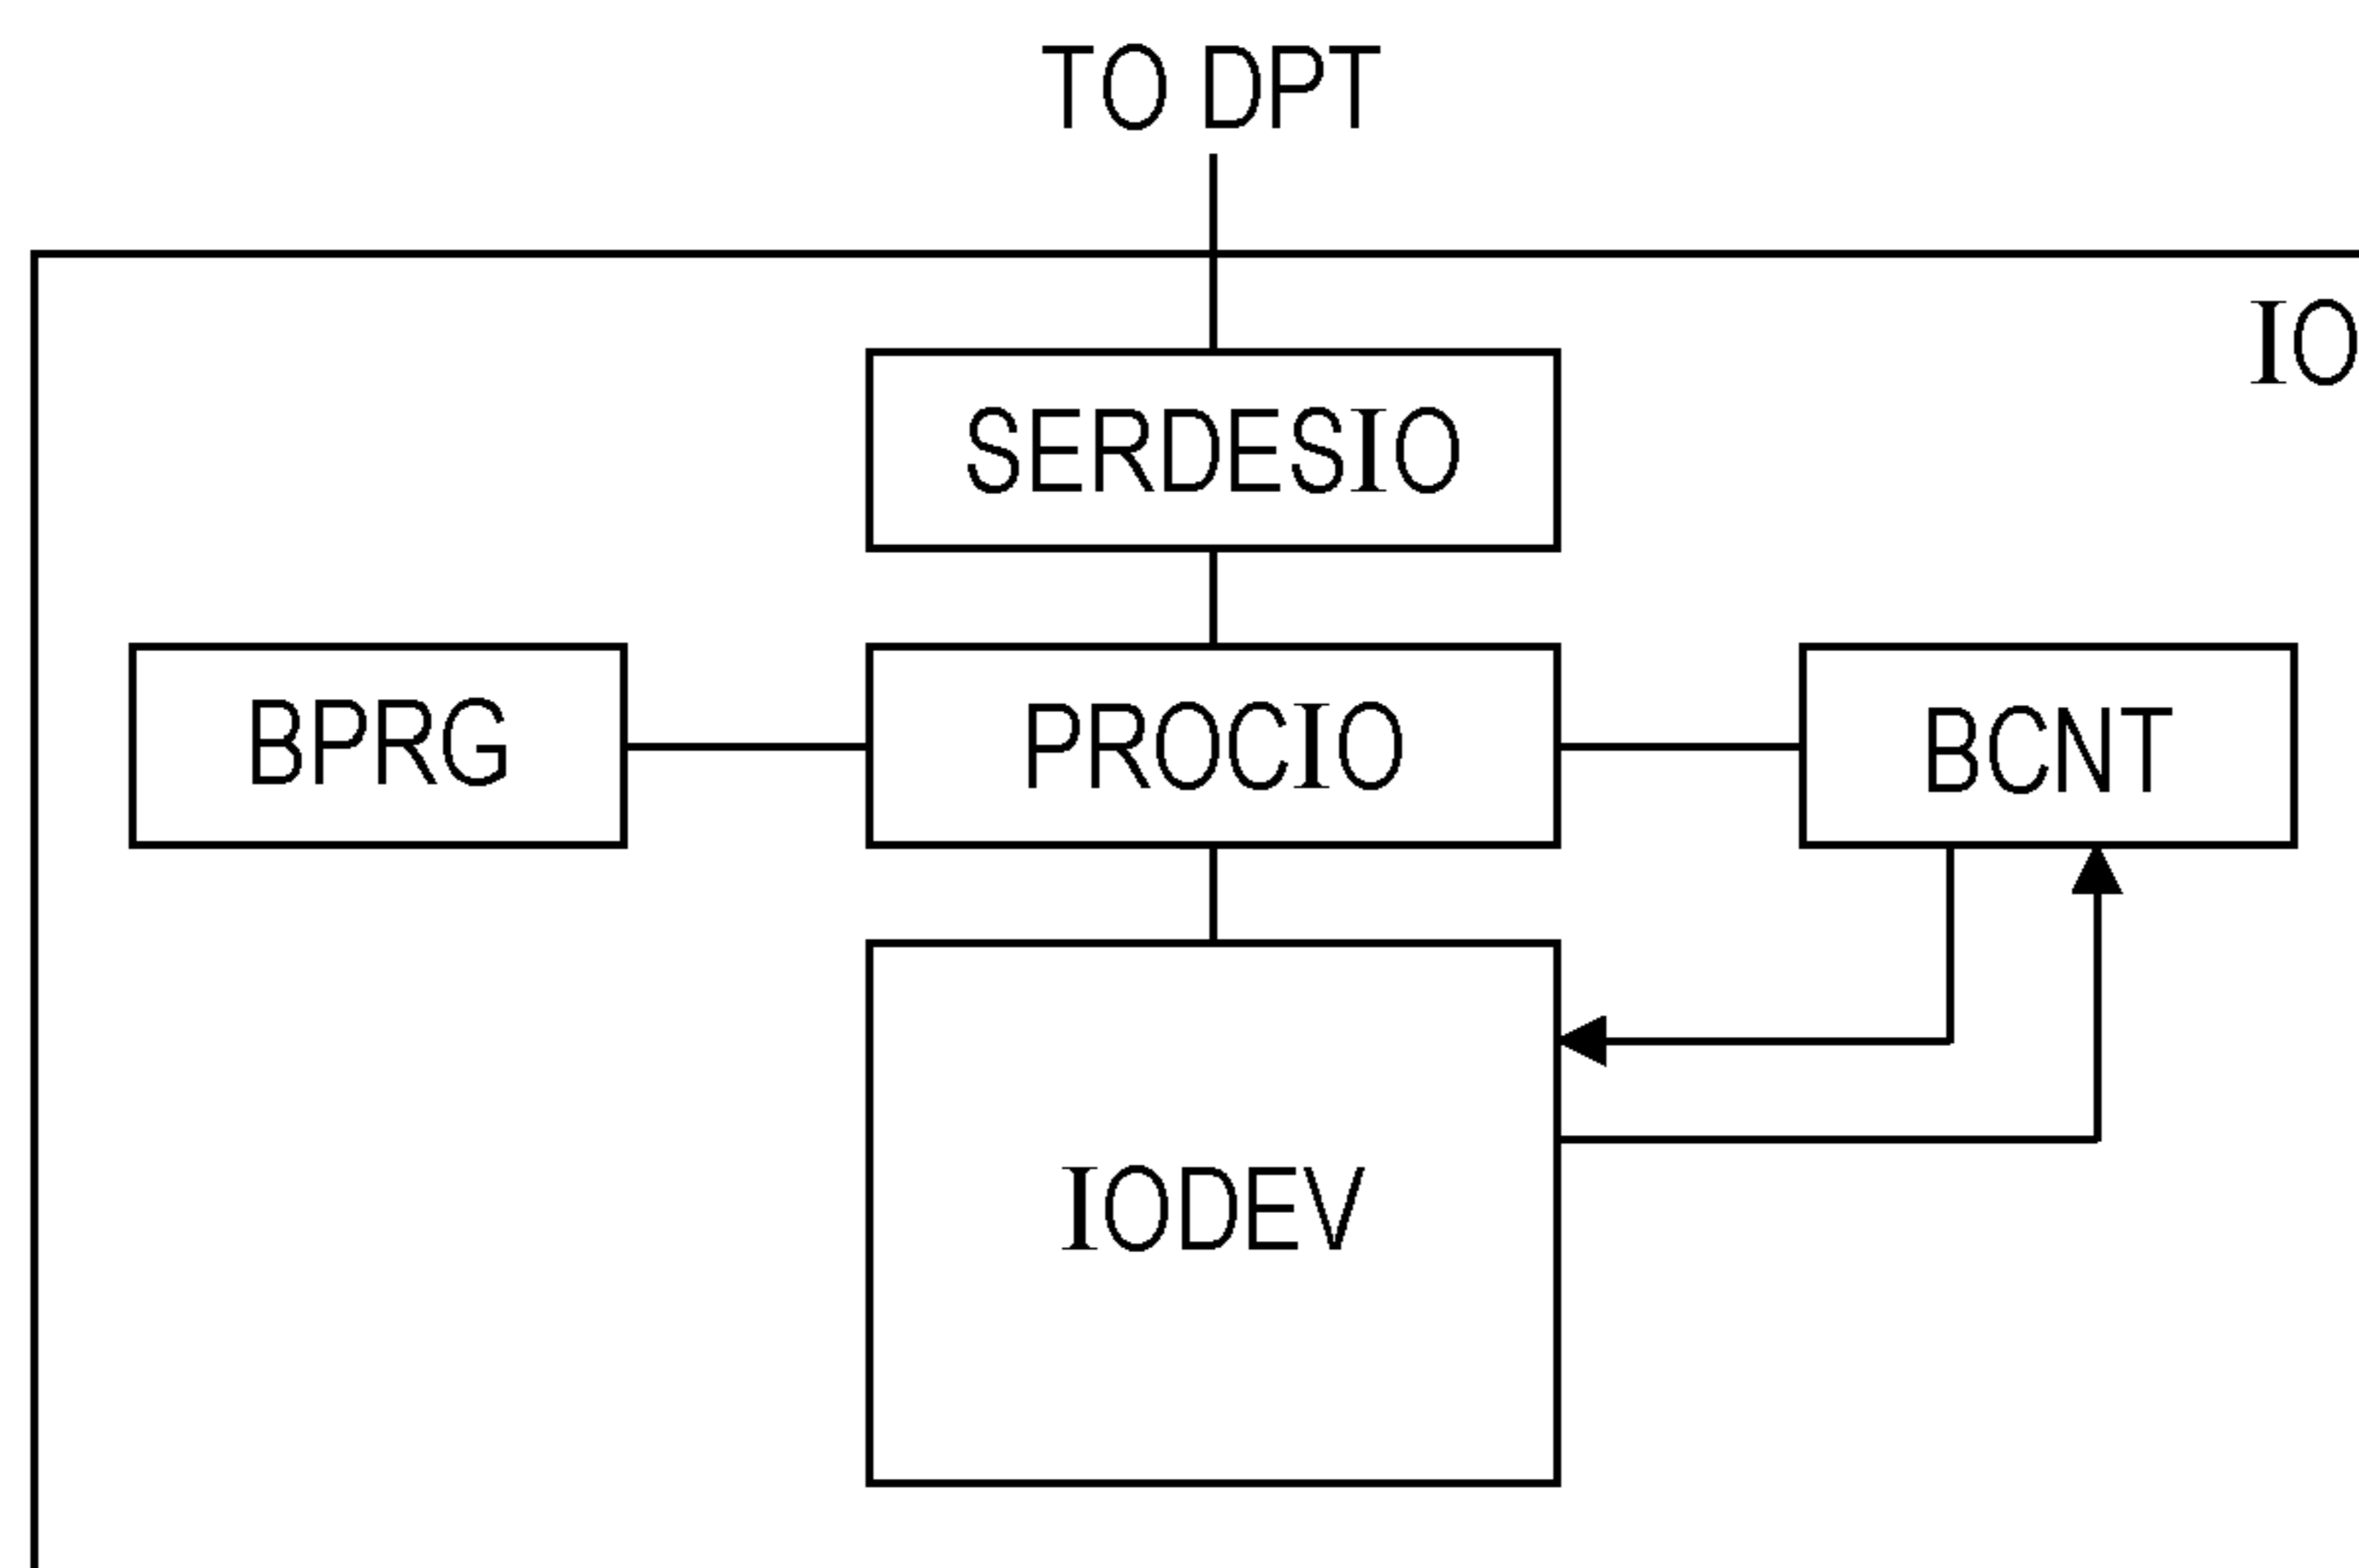 TO DPT
IO
SERDESIO
BPRG
PROCIO
BCNT
IODEV